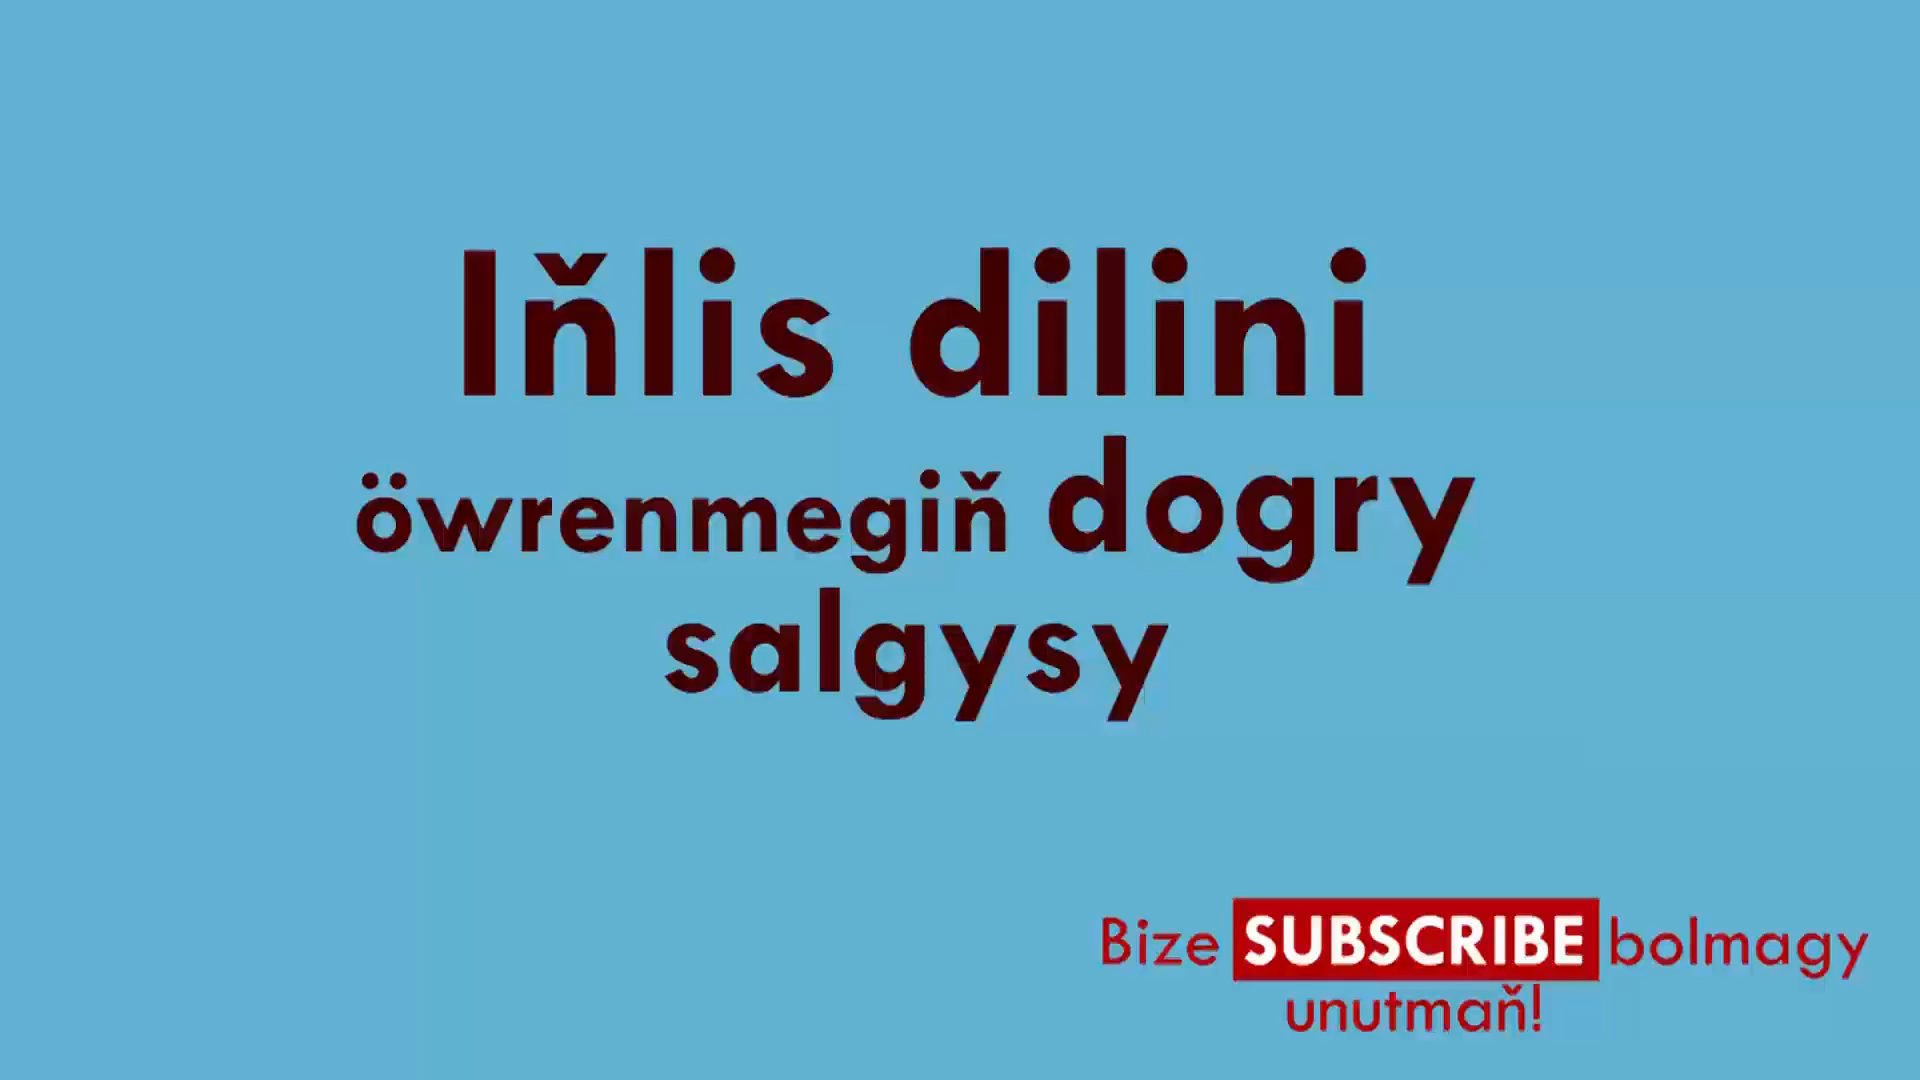 Iňlis dilini
öwrenmegiň dogry
salgysy
Bize SUBSCRIBE bolmagy
unutmaň!